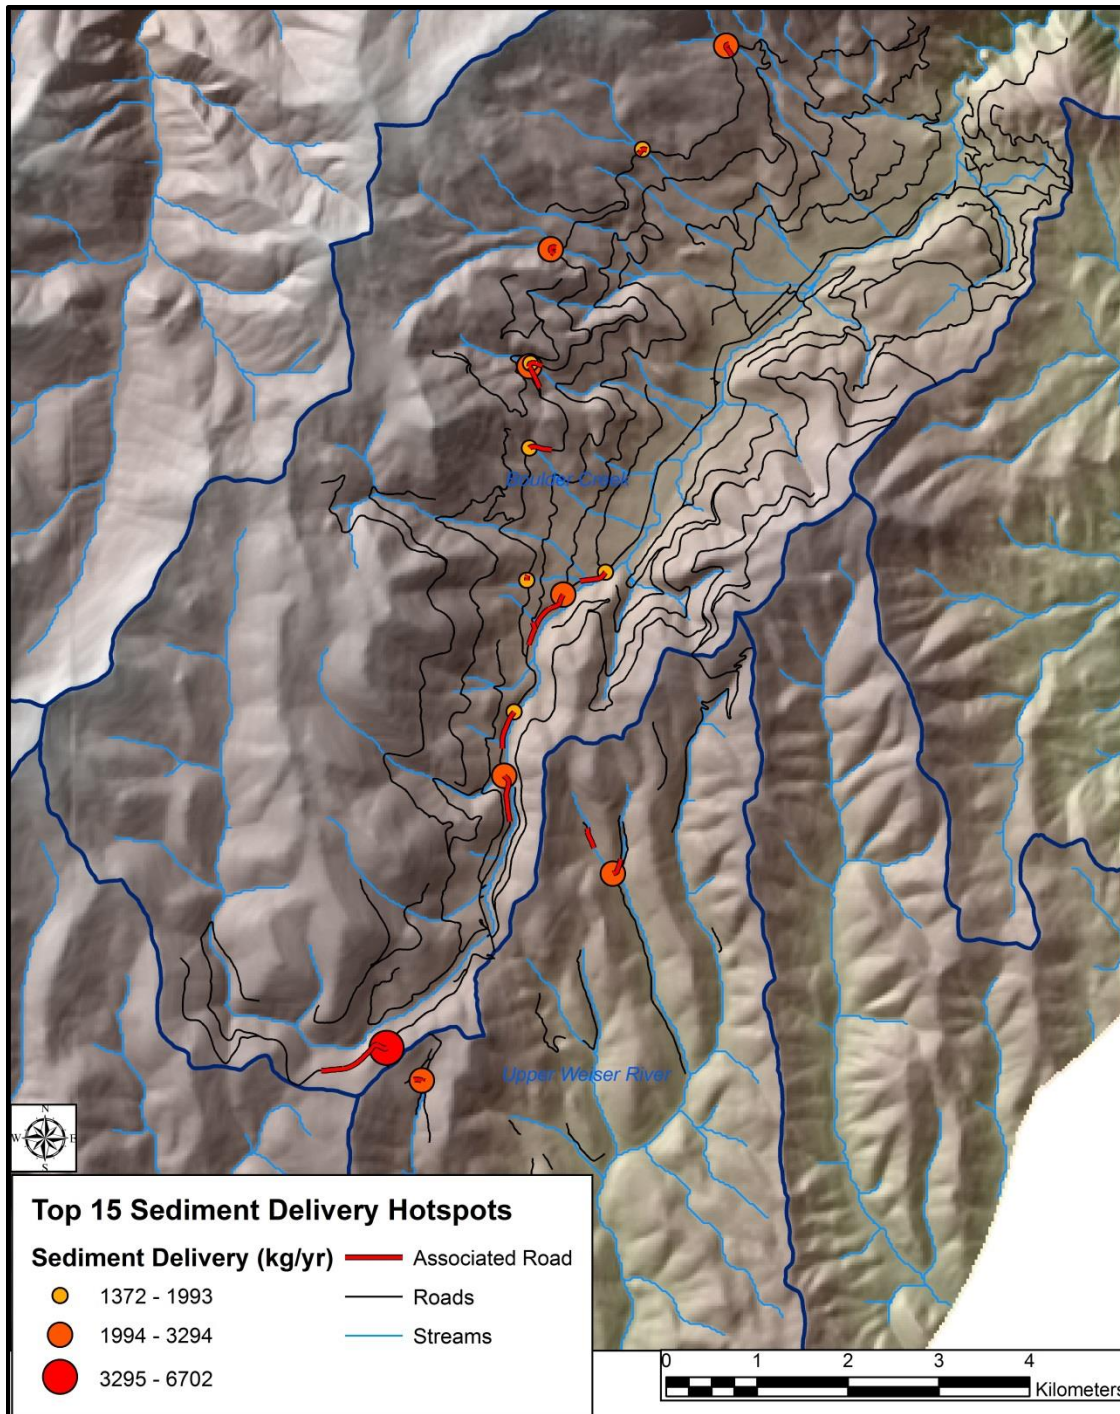 Boulder Creek
Upper Weiser River
N
W E
S
Top 15 Sediment Delivery Hotspots
Sediment Delivery (kg/yr)
1372 - 1993
1994 - 3294
3295 - 6702
Associated Road
Roads
Streams
0 1 2 3 4
Kilometers